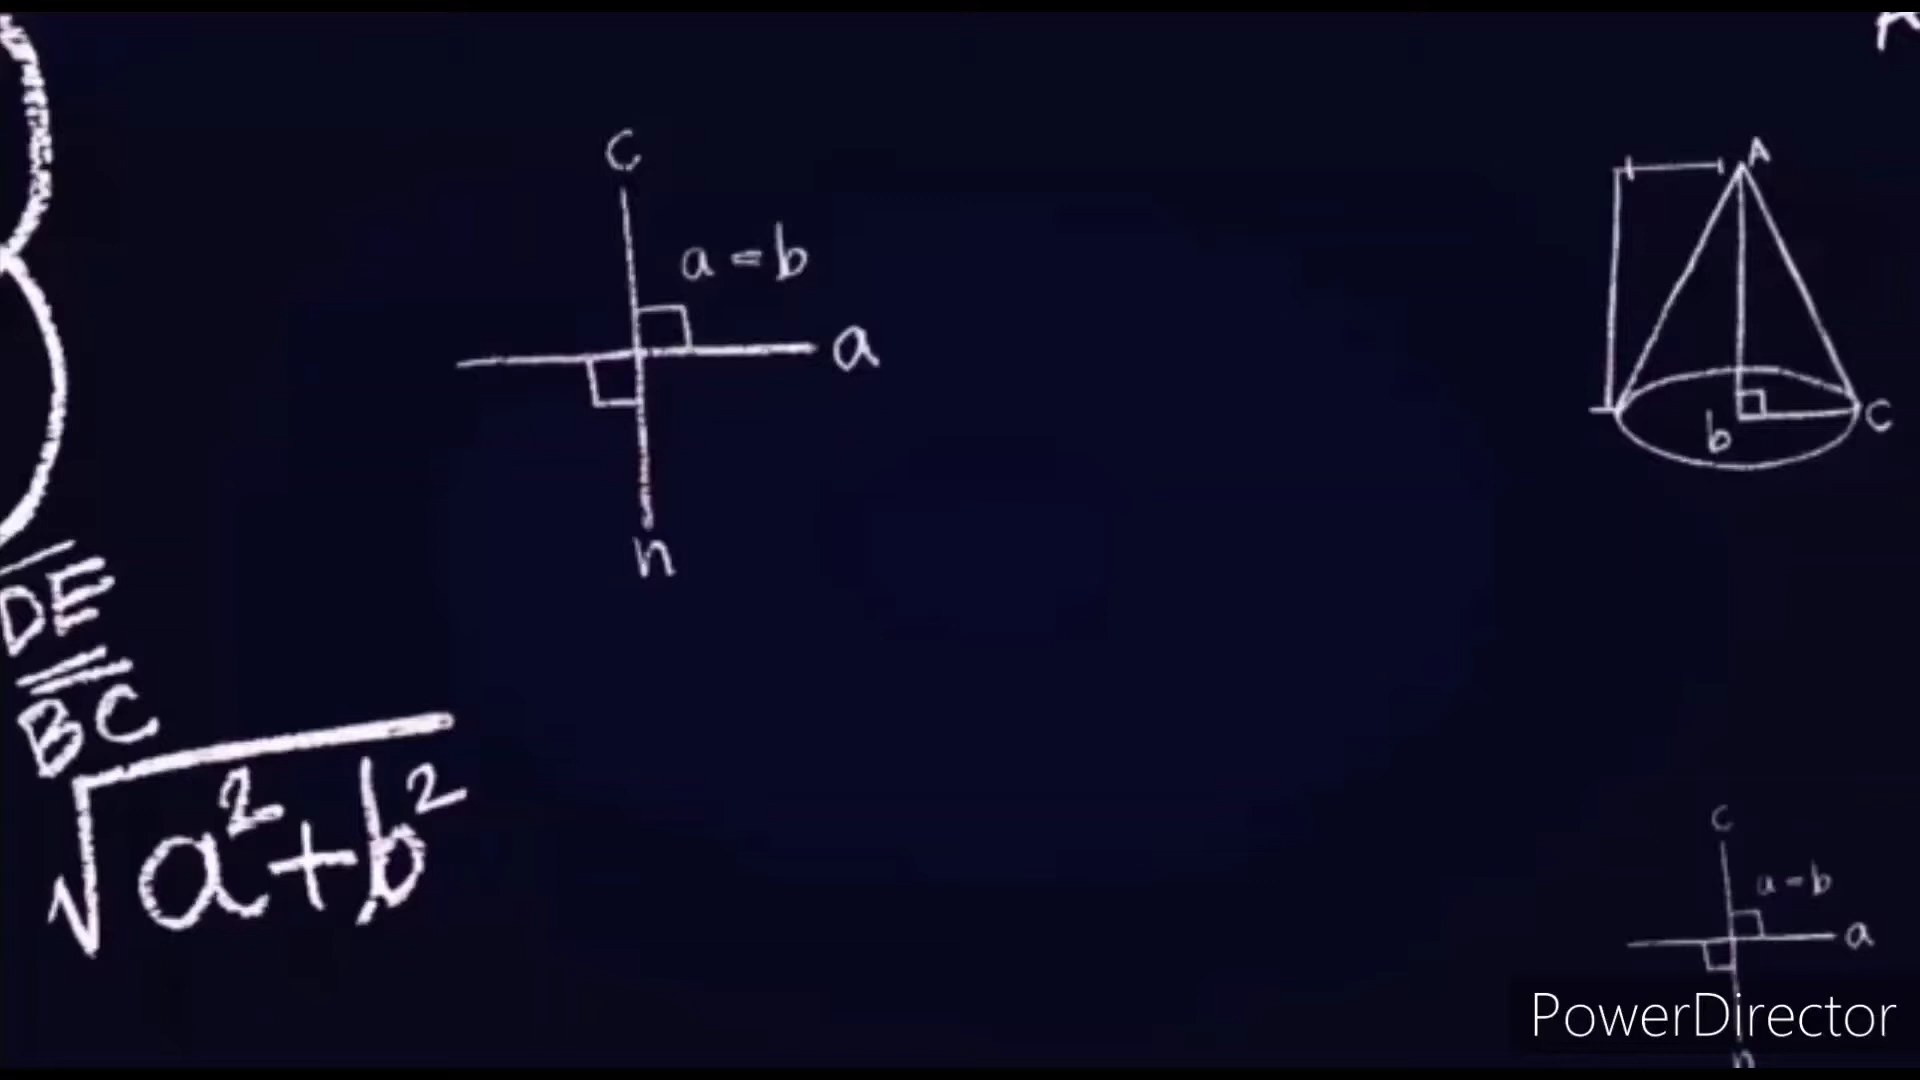 C
a = b
a
n
A
b
C
DE
BC
√a²+b²
c
a = b
a
n
PowerDirector